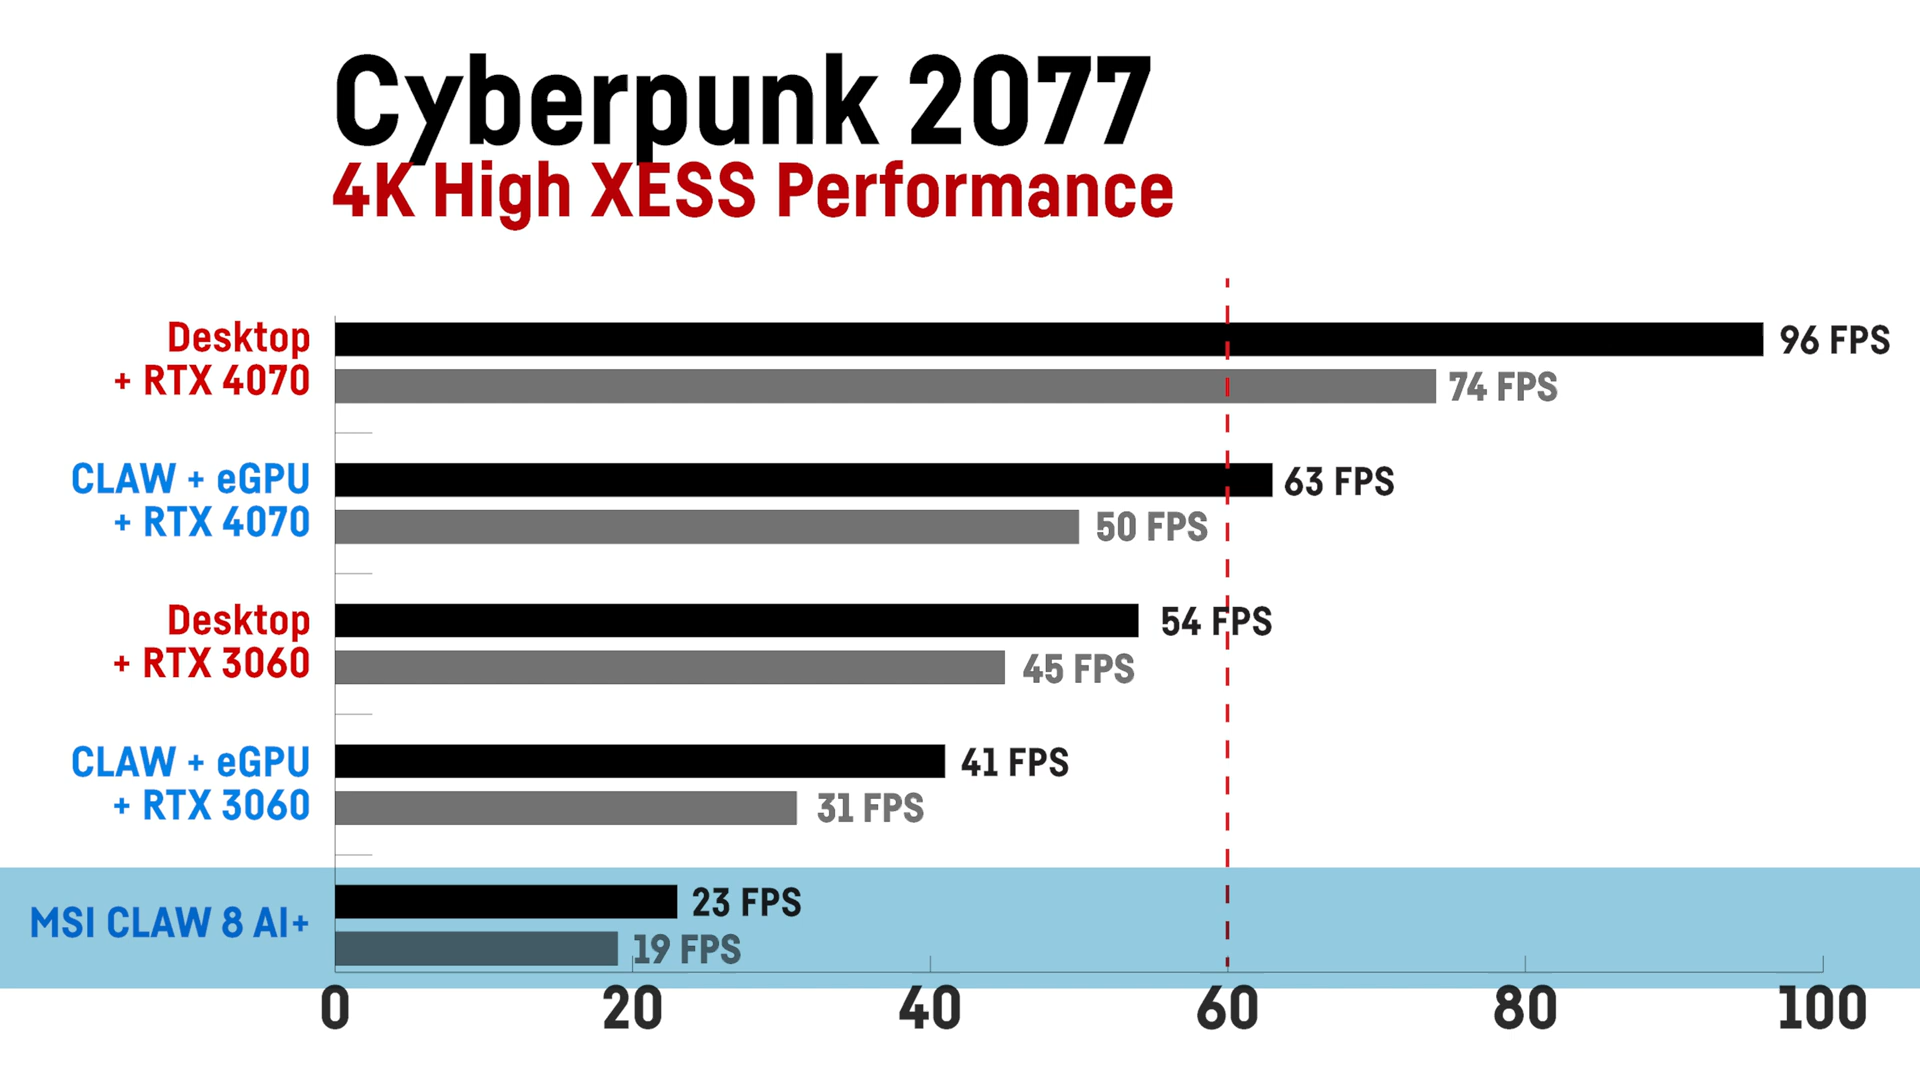 Cyberpunk 2077
4K High XESS Performance
Desktop
+ RTX 4070
96 FPS
74 FPS
CLAW + eGPU
+ RTX 4070
63 FPS
50 FPS
Desktop
+ RTX 3060
54 FPS
45 FPS
CLAW + eGPU
+ RTX 3060
41 FPS
31 FPS
MSI CLAW 8 AI+
23 FPS
19 FPS
0 20 40 60 80 100